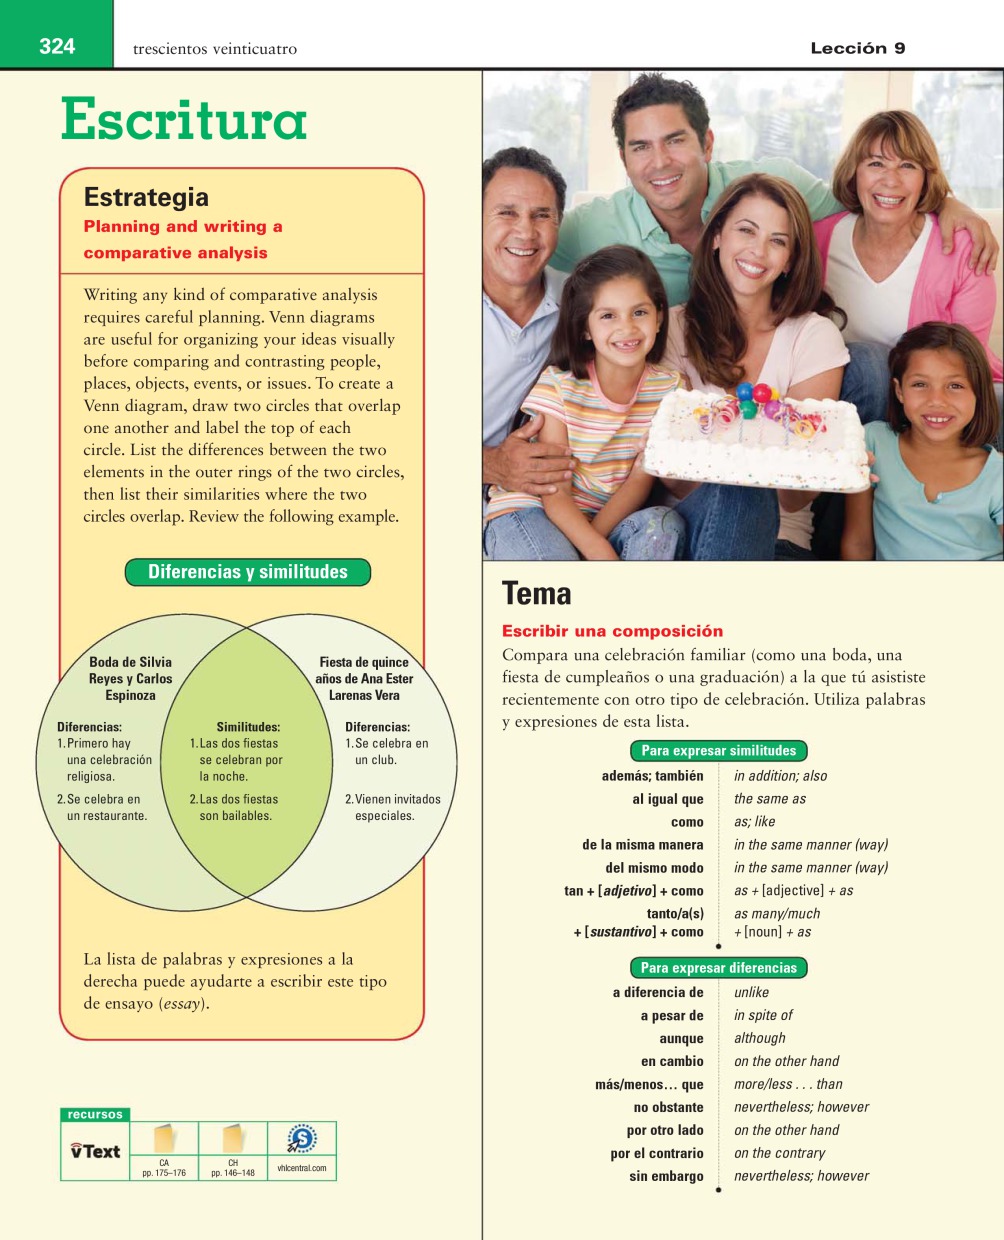 324
trescientos veinticuatro
Lección 9
Escritura
Estrategia
Planning and writing a
comparative analysis
Writing any kind of comparative analysis
requires careful planning. Venn diagrams
are useful for organizing your ideas visually
before comparing and contrasting people,
places, objects, events, or issues. To create a
Venn diagram, draw two circles that overlap
one another and label the top of each
circle. List the differences between the two
elements in the outer rings of the two circles,
then list their similarities where the two
circles overlap. Review the following example.
Diferencias y similitudes
Boda de Silvia
Reyes y Carlos
Espinoza
Diferencias:
1. Primero hay
una celebración
religiosa.
2. Se celebra en
un restaurante.
Similitudes:
1. Las dos fiestas
se celebran por
la noche.
2. Las dos fiestas
son bailables.
Fiesta de quince
años de Ana Ester
Larenas Vera
Diferencias:
1. Se celebra en
un club.
2. Vienen invitados
especiales.
La lista de palabras y expresiones a la
derecha puede ayudarte a escribir este tipo
de ensayo (essay).
recursos
vText
CA
pp. 175–176
CH
pp. 146–148
S
vhlcentral.com
Tema
Escribir una composición
Compara una celebración familiar (como una boda, una
fiesta de cumpleaños o una graduación) a la que tú asististe
recientemente con otro tipo de celebración. Utiliza palabras
y expresiones de esta lista.
Para expresar similitudes
además; también in addition; also
al igual que the same as
como as; like
de la misma manera in the same manner (way)
del mismo modo in the same manner (way)
tan + [adjetivo] + como as + [adjective] + as
tanto/a(s) as many/much
+ [sustantivo] + como + [noun] + as
Para expresar diferencias
a diferencia de unlike
a pesar de in spite of
aunque although
en cambio on the other hand
más/menos... que more/less . . . than
no obstante nevertheless; however
por otro lado on the other hand
por el contrario on the contrary
sin embargo nevertheless; however